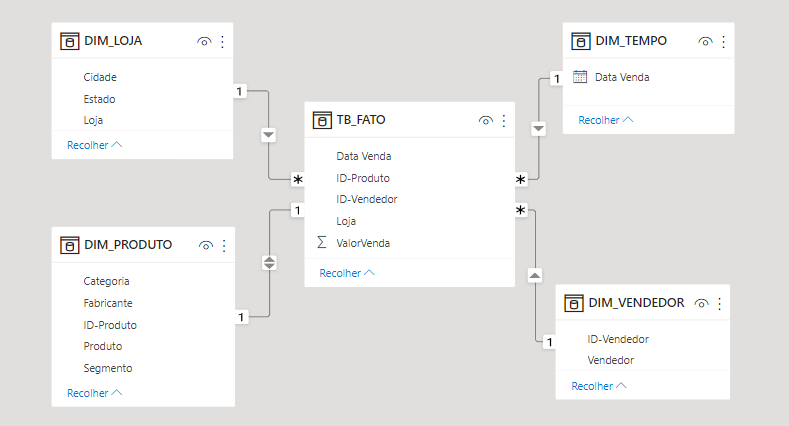 DIM_LOJA
Cidade
Estado
Loja
Recolher
1
DIM_TEMPO
Data Venda
Recolher
1
TB_FATO
Data Venda
ID-Produto
ID-Vendedor
Loja
Σ ValorVenda
Recolher
*
1
*
*
DIM_PRODUTO
Categoria
Fabricante
ID-Produto
Produto
Segmento
Recolher
1
DIM_VENDEDOR
ID-Vendedor
Vendedor
Recolher
1